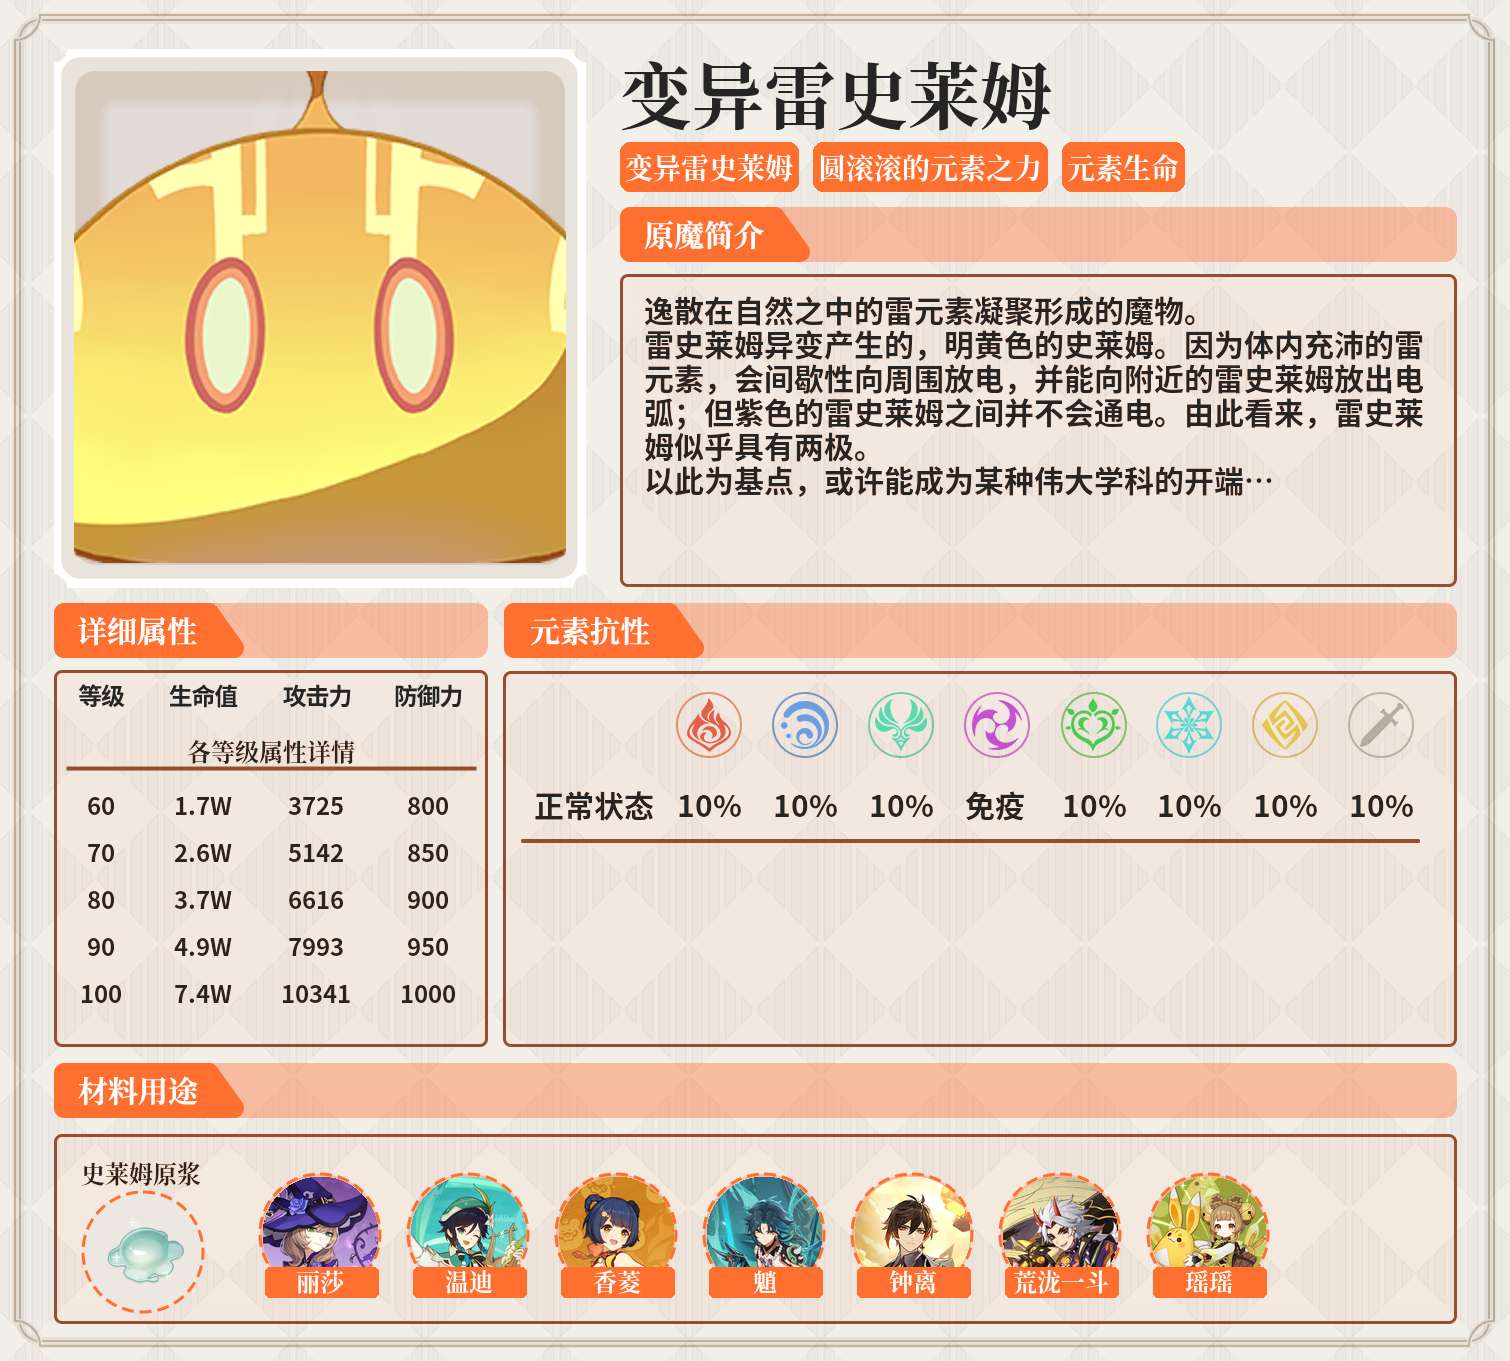 变异雷史莱姆
变异雷史莱姆 圆滚滚的元素之力 元素生命
原魔简介
逸散在自然之中的雷元素凝聚形成的魔物。
雷史莱姆异变产生的，明黄色的史莱姆。因为体内充沛的雷
元素，会间歇性向周围放电，并能向附近的雷史莱姆放出电
弧；但紫色的雷史莱姆之间并不会通电。由此看来，雷史莱
姆似乎具有两极。
以此为基点，或许能成为某种伟大学科的开端…
详细属性
等级 生命值 攻击力 防御力
各等级属性详情
60 1.7W 3725 800
70 2.6W 5142 850
80 3.7W 6616 900
90 4.9W 7993 950
100 7.4W 10341 1000
元素抗性
正常状态 10% 10% 10% 免疫 10% 10% 10% 10%
材料用途
史莱姆原浆
丽莎 温迪 香菱 魈 钟离 荒泷一斗 瑶瑶